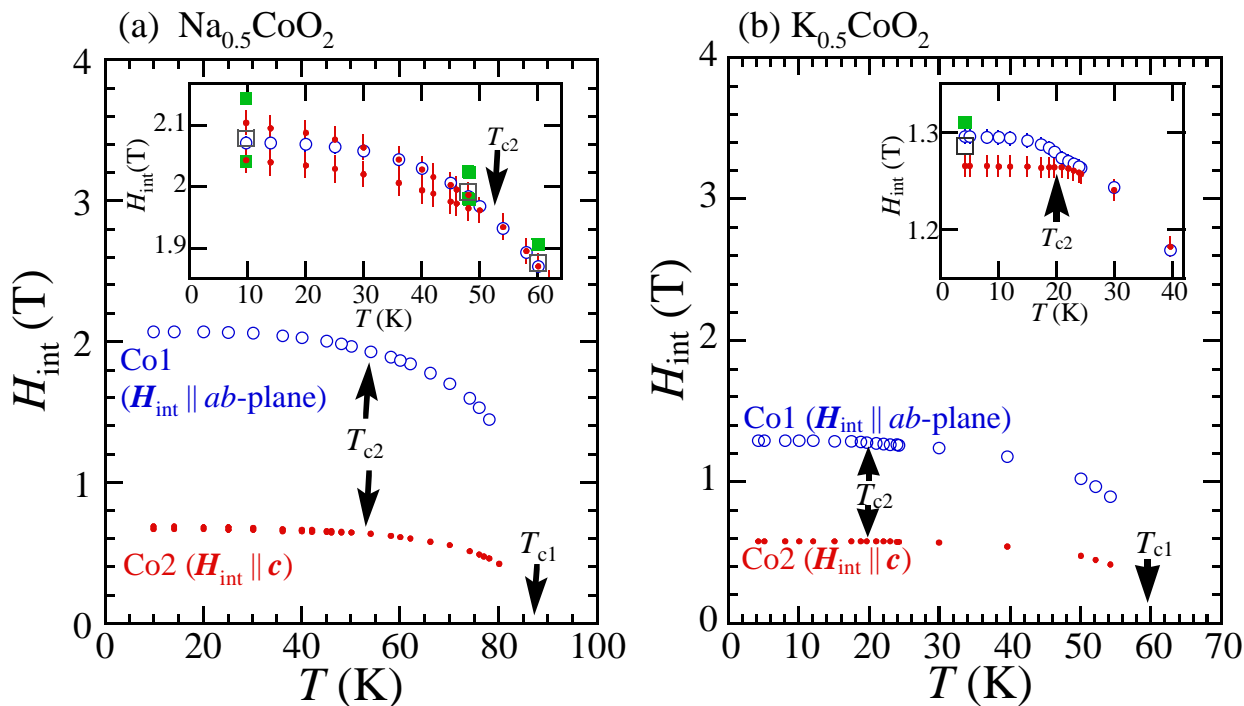 (a) Na0.5CoO2
4
3
2
1
0
Hint (T)
2.1
2
1.9
Hint(T)
Tc2
0 10 20 30 40 50 60
T (K)
Co1
(Hint || ab-plane)
Tc2
Co2 (Hint || c)
Tc1
0 20 40 60 80 100
T (K)
(b) K0.5CoO2
4
3
2
1
0
Hint (T)
1.3
1.2
Hint (T)
Tc2
0 10 20 30 40
T (K)
Co1 (Hint || ab-plane)
Tc2
Co2 (Hint || c)
Tc1
0 10 20 30 40 50 60 70
T (K)